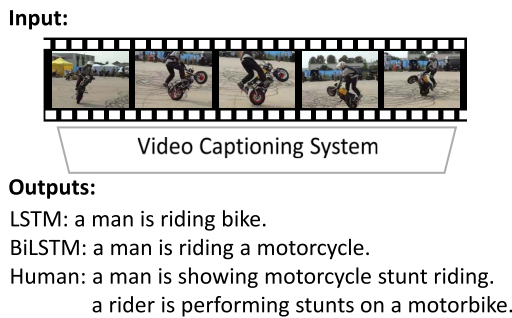 Input:
Video Captioning System
Outputs:
LSTM: a man is riding bike.
BiLSTM: a man is riding a motorcycle.
Human: a man is showing motorcycle stunt riding.
a rider is performing stunts on a motorbike.